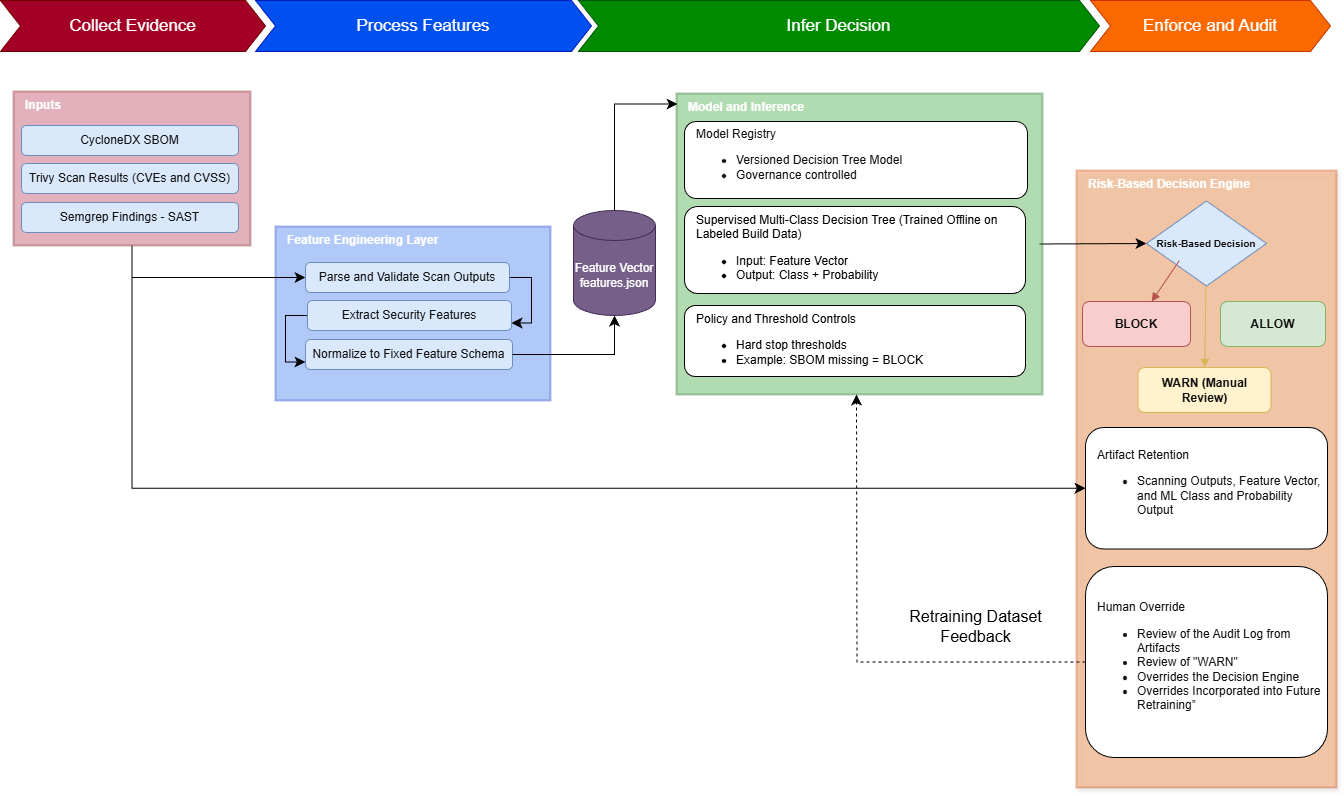 Collect Evidence
Process Features
Infer Decision
Enforce and Audit
Inputs
CycloneDX SBOM
Trivy Scan Results (CVEs and CVSS)
Semgrep Findings - SAST
Feature Engineering Layer
Parse and Validate Scan Outputs
Extract Security Features
Normalize to Fixed Feature Schema
Feature Vector
features.json
Model and Inference
Model Registry
• Versioned Decision Tree Model
• Governance controlled
Supervised Multi-Class Decision Tree (Trained Offline on
Labeled Build Data)
• Input: Feature Vector
• Output: Class + Probability
Policy and Threshold Controls
• Hard stop thresholds
• Example: SBOM missing = BLOCK
Risk-Based Decision Engine
Risk-Based Decision
BLOCK
ALLOW
WARN (Manual
Review)
Artifact Retention
• Scanning Outputs, Feature Vector,
and ML Class and Probability
Output
Retraining Dataset
Feedback
Human Override
• Review of the Audit Log from
Artifacts
• Review of "WARN"
• Overrides the Decision Engine
• Overrides Incorporated into Future
Retraining”